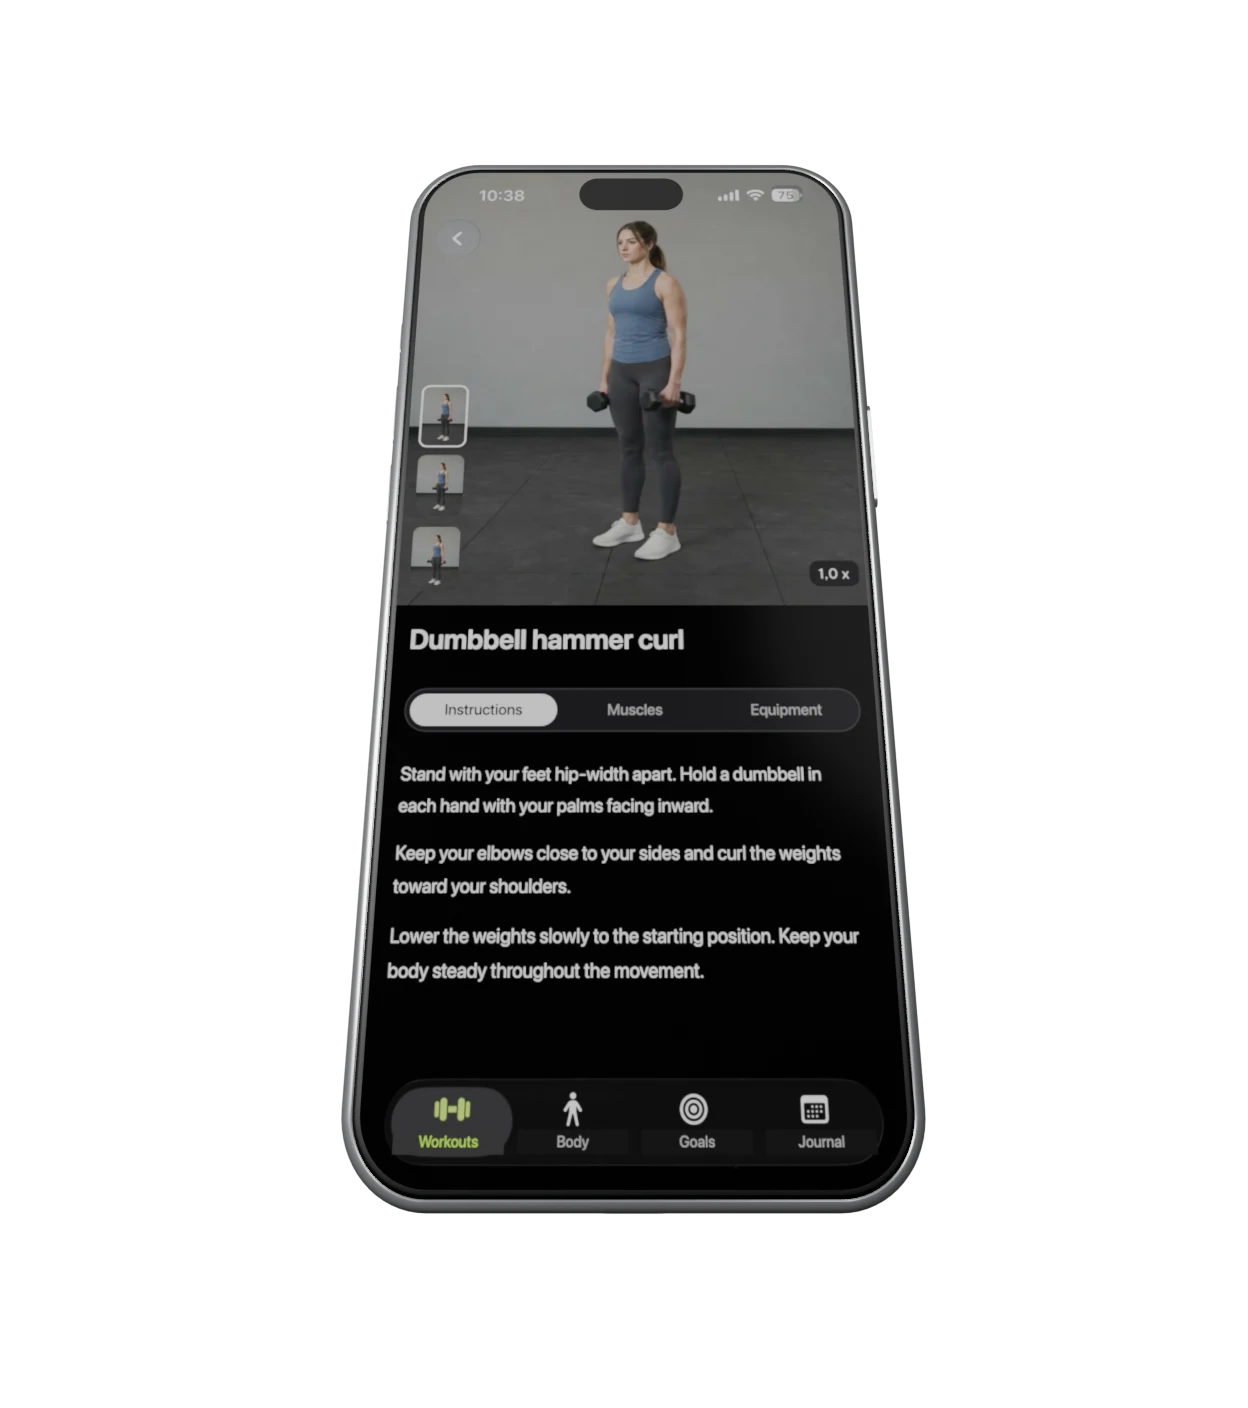 10:38
75
1,0 x
Dumbbell hammer curl
Instructions Muscles Equipment
Stand with your feet hip-width apart. Hold a dumbbell in
each hand with your palms facing inward.
Keep your elbows close to your sides and curl the weights
toward your shoulders.
Lower the weights slowly to the starting position. Keep your
body steady throughout the movement.
Workouts Body Goals Journal